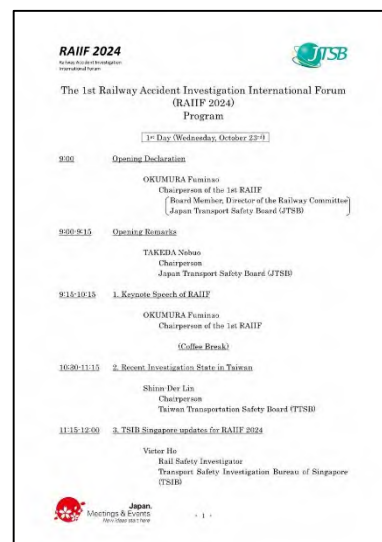 RAIIF 2024
Railway Accident Investigation
International Forum
JTSB
The 1st Railway Accident Investigation International Forum
(RAIIF 2024)
Program
1st Day (Wednesday, October 23rd)
9:00 Opening Declaration
OKUMURA Fuminao
Chairperson of the 1st RAIIF
Board Member, Director of the Railway Committee
Japan Transport Safety Board (JTSB)
9:00-9:15 Opening Remarks
TAKEDA Nobuo
Chairperson
Japan Transport Safety Board (JTSB)
9:15-10:15 1. Keynote Speech of RAIIF
OKUMURA Fuminao
Chairperson of the 1st RAIIF
(Coffee Break)
10:30-11:15 2. Recent Investigation State in Taiwan
Shinn-Der Lin
Chairperson
Taiwan Transportation Safety Board (TTSB)
11:15-12:00 3. TSIB Singapore updates for RAIIF 2024
Victor Ho
Rail Safety Investigator
Transport Safety Investigation Bureau of Singapore
(TSIB)
Japan.
Meetings & Events
New ideas start here
- 1 -